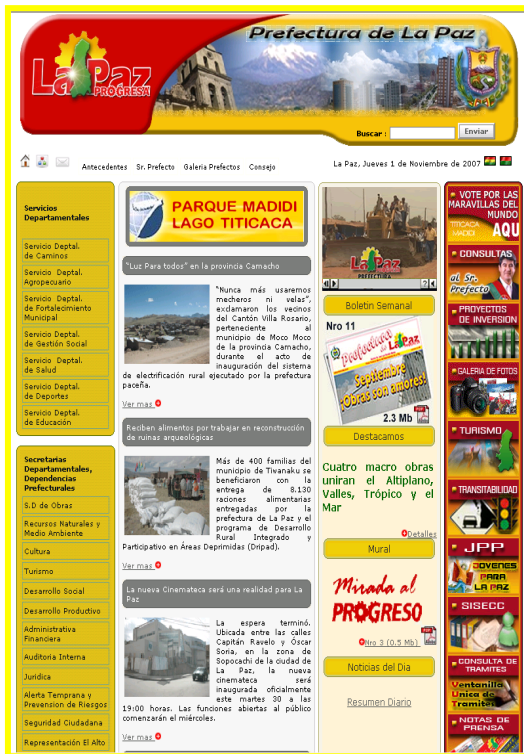 Prefectura de La Paz
La Paz
PROGRESA
Buscar :
Enviar
Antecedentes Sr. Prefecto Galeria Prefectos Consejo
La Paz, Jueves 1 de Noviembre de 2007
Servicios
Departamentales
Servicio Deptal.
de Caminos
Servicio Deptal.
Agropecuario
Servicio Deptal.
de Fortalecimiento
Municipal
Servicio Deptal.
de Gestión Social
Servicio Deptal.
de Salud
Servicio Deptal.
de Deportes
Servicio Deptal.
de Educación
Secretarias
Departamentales,
Dependencias
Prefecturales
S.D de Obras
Recursos Naturales y
Medio Ambiente
Cultura
Turismo
Desarrollo Social
Desarrollo Productivo
Administrativa
Financiera
Auditoria Interna
Juridica
Alerta Temprana y
Prevension de Riesgos
Seguridad Ciudadana
Representación El Alto
PARQUE MADIDI
LAGO TITICACA
"Luz Para todos" en la provincia Camacho
"Nunca más usaremos
mecheros ni velas",
exclamaron los vecinos
del Cantón Villa Rosario,
perteneciente al
municipio de Moco Moco
de la provincia Camacho,
durante el acto de
inauguración del sistema
de electrificación rural ejecutado por la prefectura
paceña.
Ver mas
Reciben alimentos por trabajar en reconstrucción
de ruinas arqueológicas
Más de 400 familias del
municipio de Tivanaku se
beneficiaron con la
entrega de 8.130
raciones alimentarias
entregadas por la
prefectura de La Paz y el
programa de Desarrollo
Rural Integrado y
Participativo en Áreas Deprimidas (Dripad).
Ver mas
La nueva Cinemateca será una realidad para La
Paz
La espera terminó.
Ubicada entre las calles
Capitán Ravelo y Óscar
Soria, en la zona de
Sopocachi de la ciudad de
La Paz, la nueva
cinemateca será
inaugurada oficialmente
este martes 30 a las
19:00 horas. Las funciones abiertas al público
comenzarán el miércoles.
Ver mas
La Paz
PREFECTURA
Boletin Semanal
Nro 11
Prefectura de La Paz
Septiembre
¡Obras son amores!
2.3 Mb
Destacamos
Cuatro macro obras
uniran el Altiplano,
Valles, Trópico y el
Mar
Detalles
Mural
Mirada al
PROGRESO
Nro 3 (0.5 Mb)
Noticias del Dia
Resumen Diario
VOTE POR LAS
MARAVILLAS DEL
MUNDO
TITICACA
MADIDI
AQUI
CONSULTAS
al Sr.
Prefecto
PROYECTOS
DE INVERSION
GALERIA DE FOTOS
TURISMO
TRANSITABILIDAD
JPP
JOVENES
PARA
LA PAZ
SISECC
CONSULTA DE
TRAMITES
Ventanilla
Unica de
Tramites
NOTAS DE
PRENSA